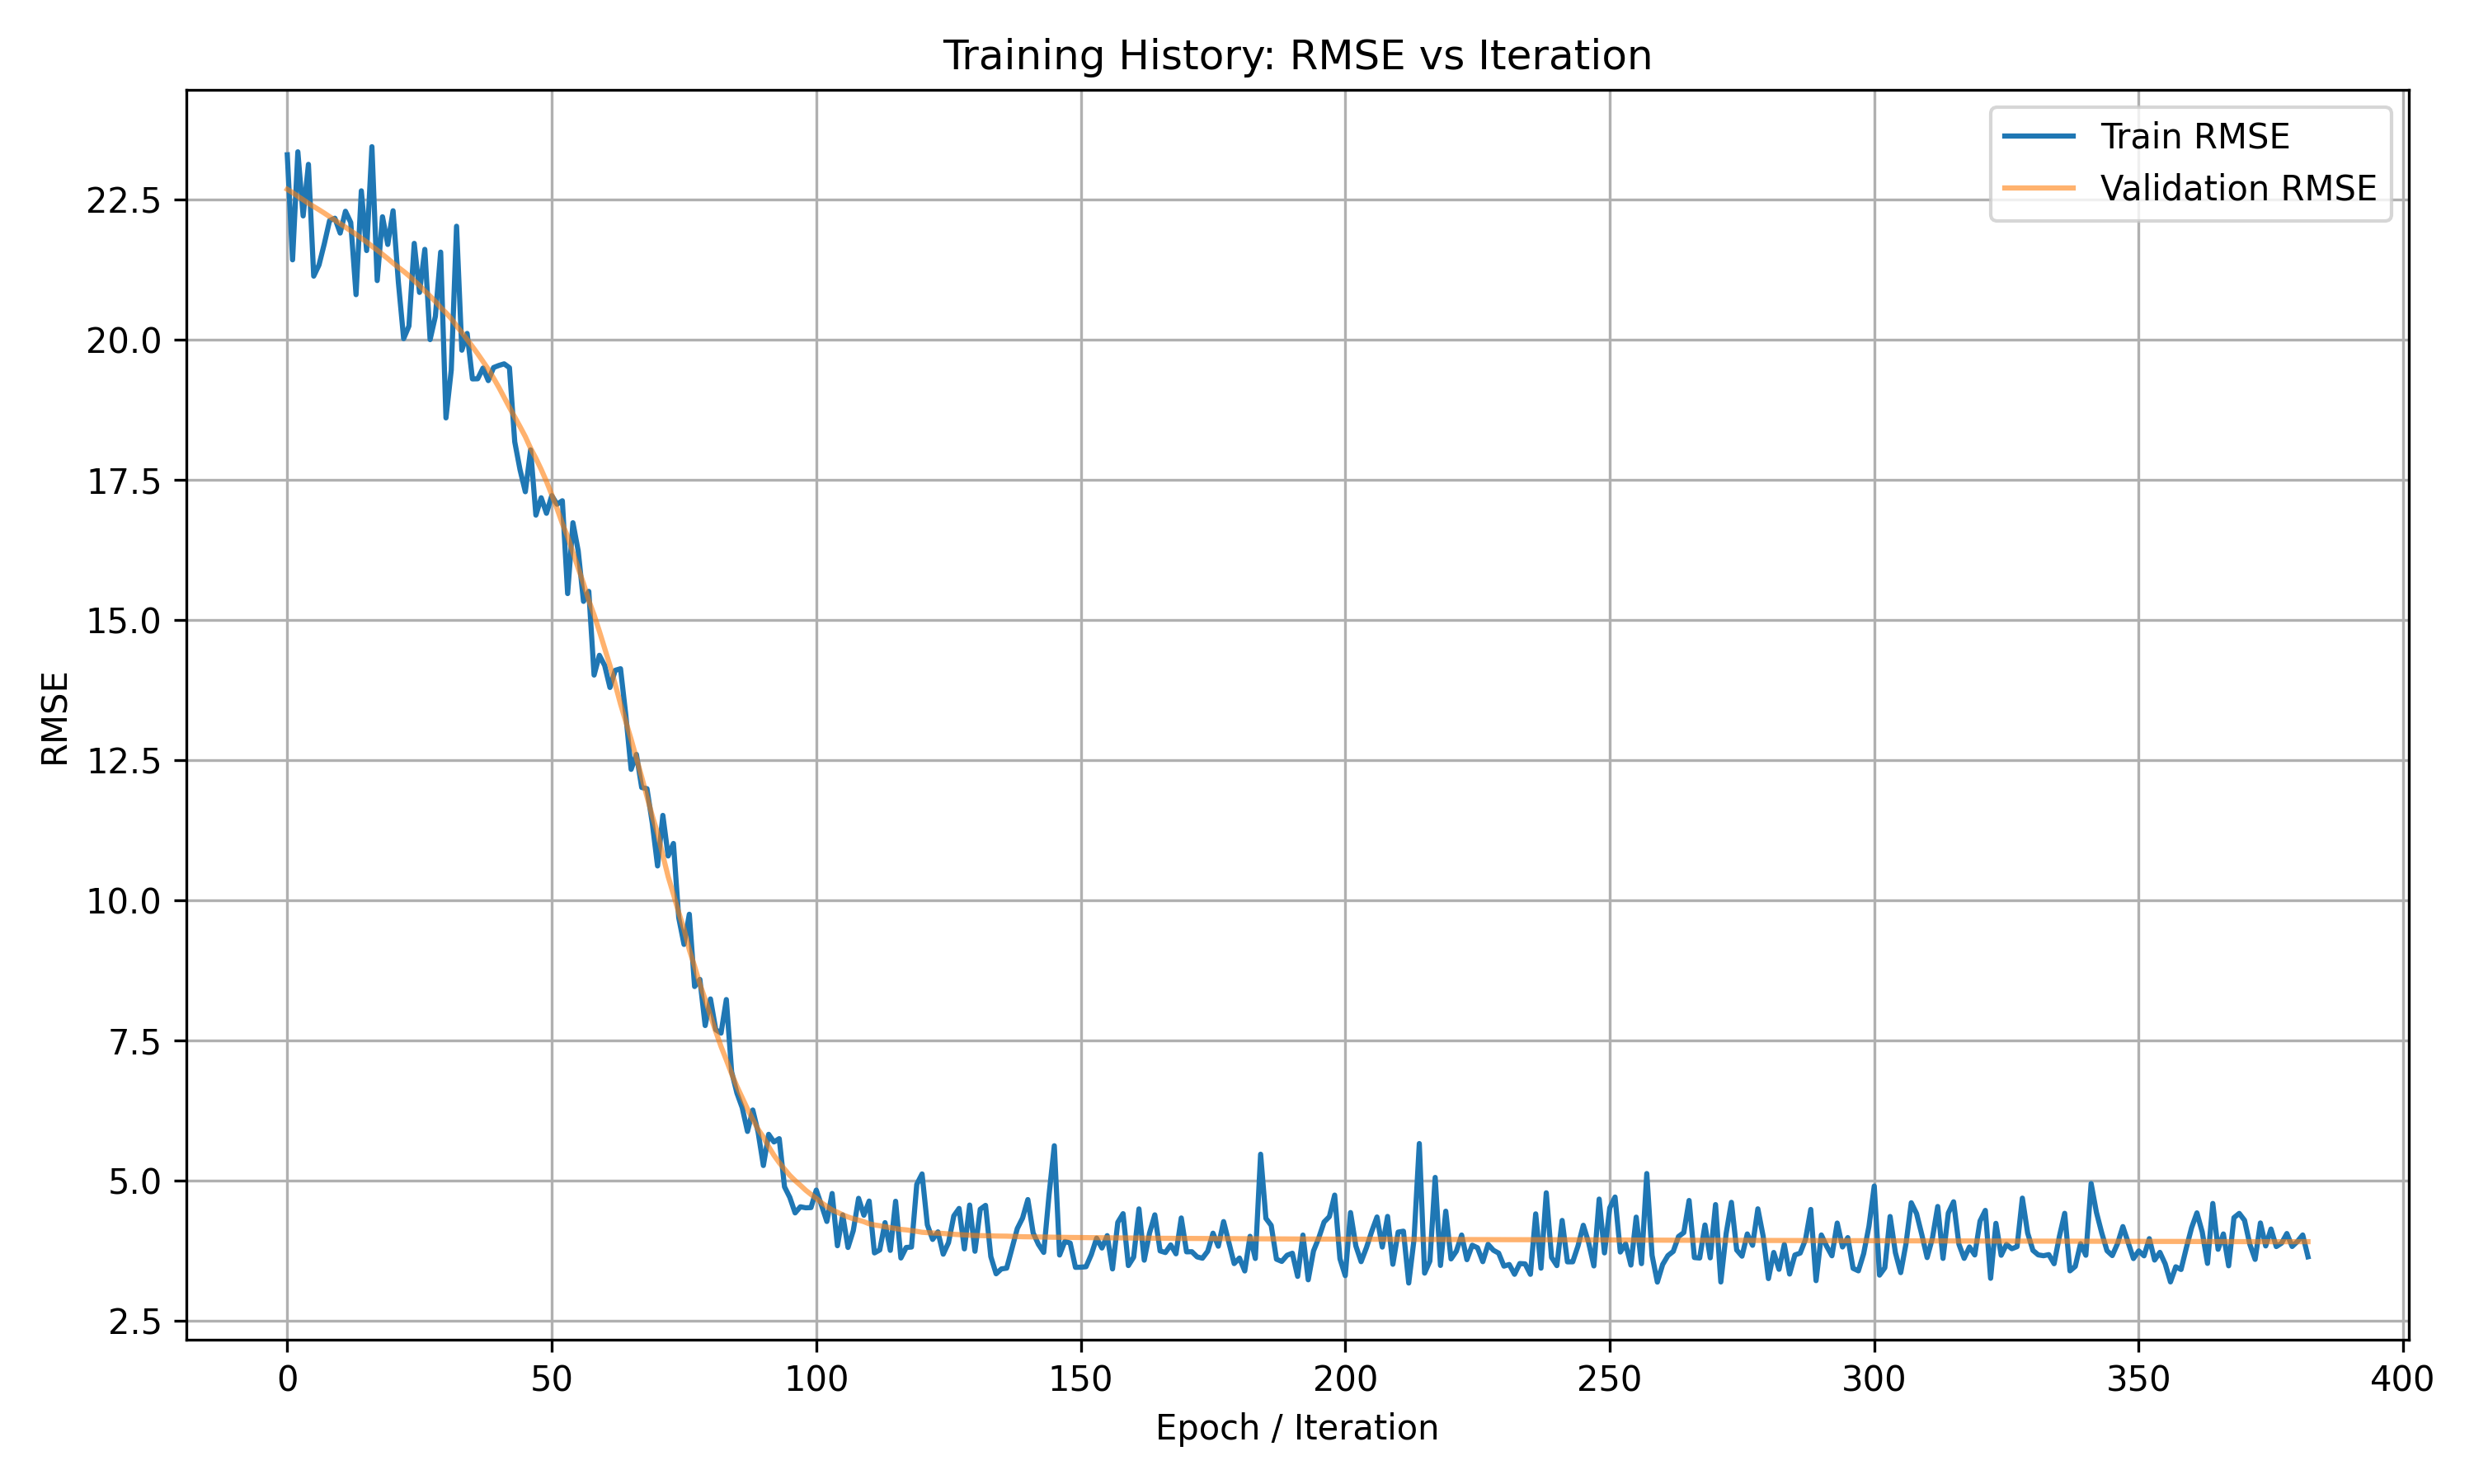 Training History: RMSE vs Iteration
Train RMSE
Validation RMSE
22.5
20.0
17.5
15.0
12.5
10.0
7.5
5.0
2.5
RMSE
0 50 100 150 200 250 300 350 400
Epoch / Iteration